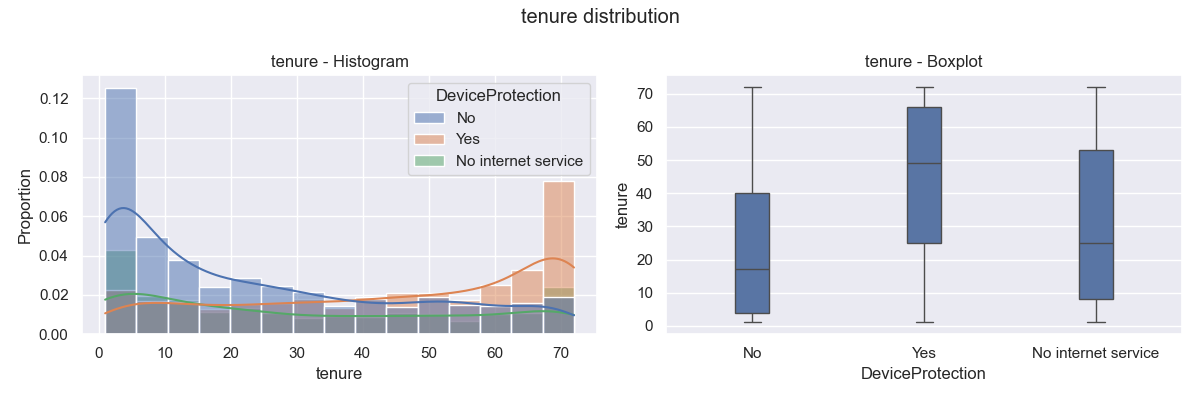 tenure distribution
tenure - Histogram
Proportion
0.12
0.10
0.08
0.06
0.04
0.02
0.00
0 10 20 30 40 50 60 70
tenure
DeviceProtection
No
Yes
No internet service
tenure - Boxplot
tenure
70
60
50
40
30
20
10
0
No Yes No internet service
DeviceProtection